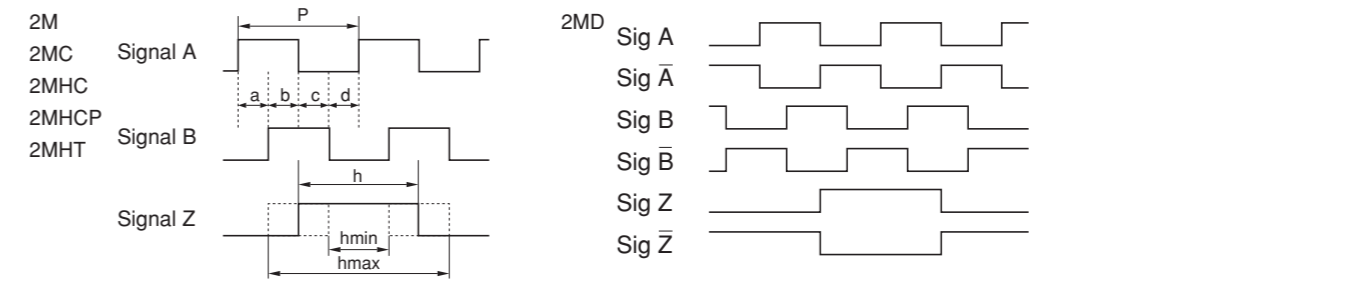 2M
2MC
2MHC
2MHCP
2MHT
P
Signal A
a b c d
Signal B
h
Signal Z
hmin
hmax
2MD
Sig A
Sig A̅
Sig B
Sig B̅
Sig Z
Sig Z̅